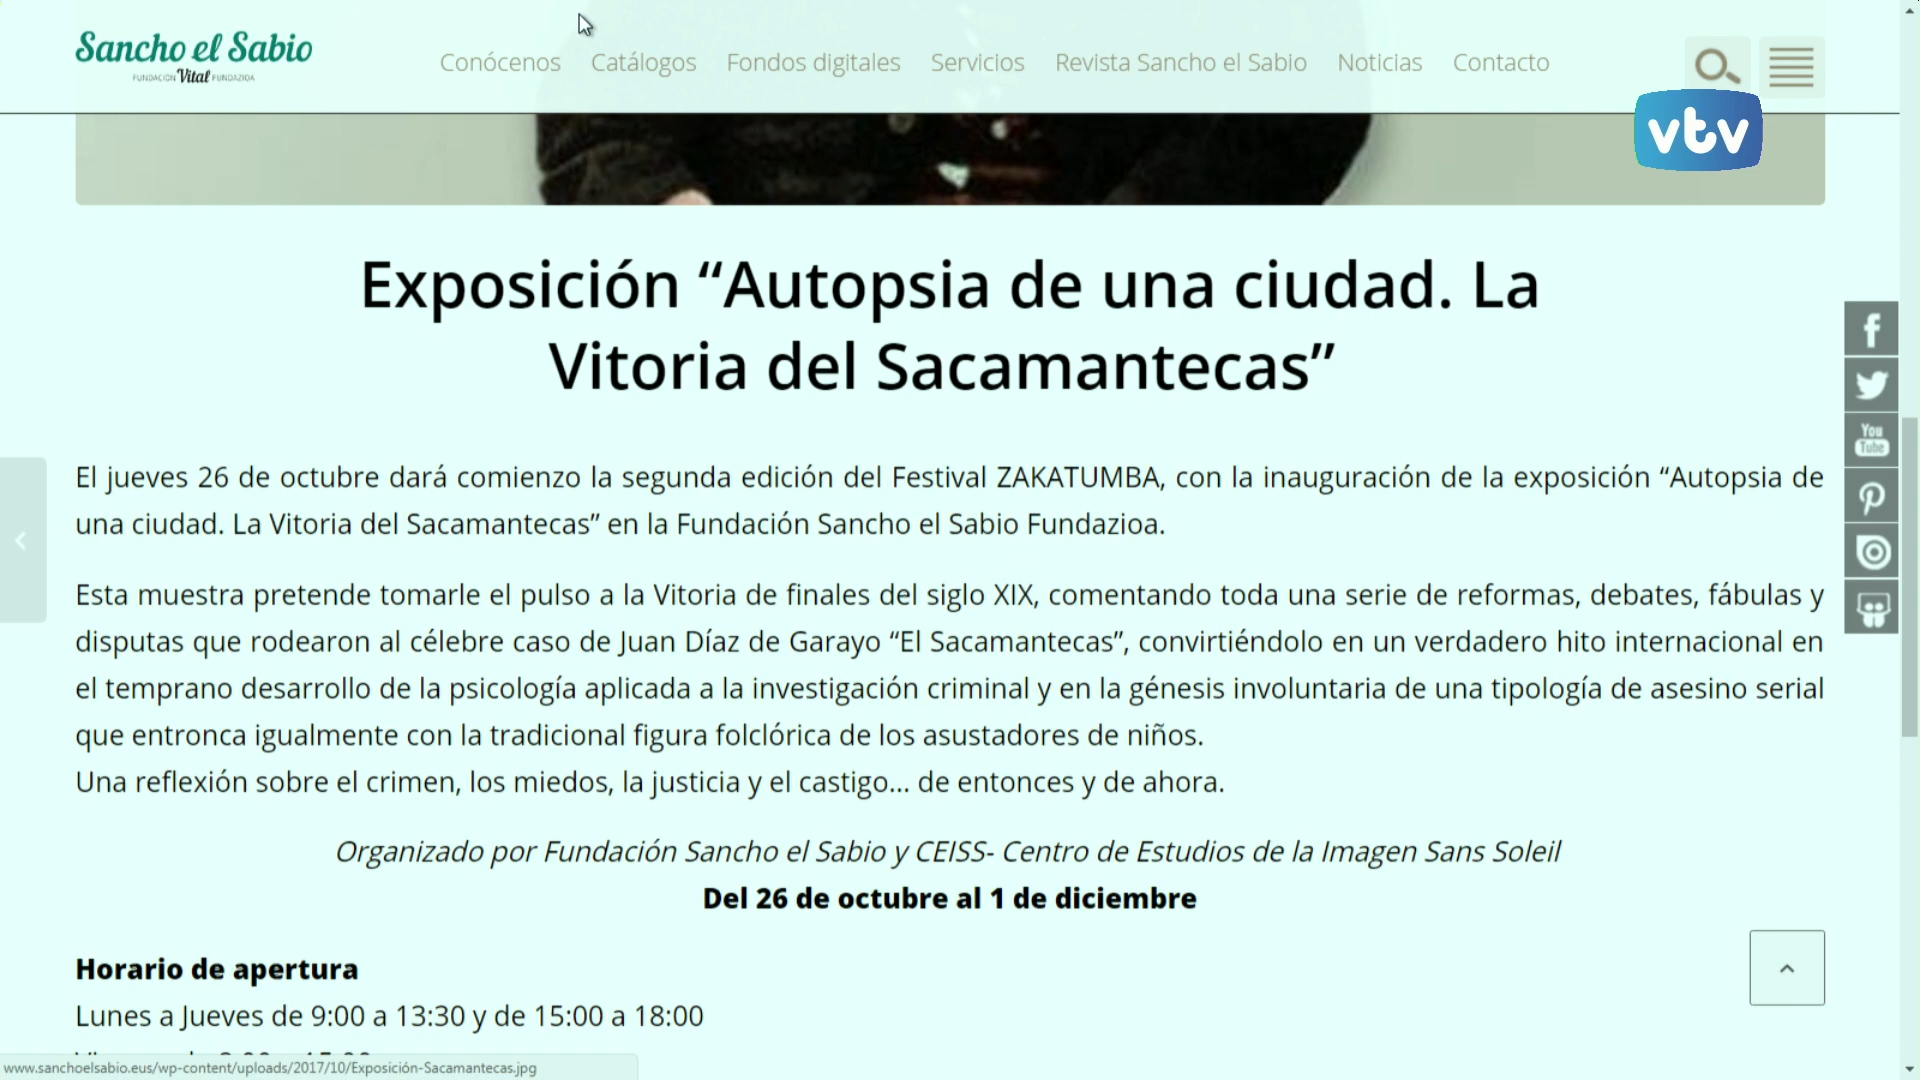 Sancho el Sabio
FUNDACIÓN Vital FUNDAZIOA
Conócenos Catálogos Fondos digitales Servicios Revista Sancho el Sabio Noticias Contacto
vtv
Exposición “Autopsia de una ciudad. La
Vitoria del Sacamantecas”
El jueves 26 de octubre dará comienzo la segunda edición del Festival ZAKATUMBA, con la inauguración de la exposición “Autopsia de
una ciudad. La Vitoria del Sacamantecas” en la Fundación Sancho el Sabio Fundazioa.
Esta muestra pretende tomarle el pulso a la Vitoria de finales del siglo XIX, comentando toda una serie de reformas, debates, fábulas y
disputas que rodearon al célebre caso de Juan Díaz de Garayo “El Sacamantecas”, convirtiéndolo en un verdadero hito internacional en
el temprano desarrollo de la psicología aplicada a la investigación criminal y en la génesis involuntaria de una tipología de asesino serial
que entronca igualmente con la tradicional figura folclórica de los asustadores de niños.
Una reflexión sobre el crimen, los miedos, la justicia y el castigo… de entonces y de ahora.
Organizado por Fundación Sancho el Sabio y CEISS- Centro de Estudios de la Imagen Sans Soleil
Del 26 de octubre al 1 de diciembre
Horario de apertura
Lunes a Jueves de 9:00 a 13:30 y de 15:00 a 18:00
www.sanchoelsabio.eus/wp-content/uploads/2017/10/Exposición-Sacamantecas.jpg
You
Tube